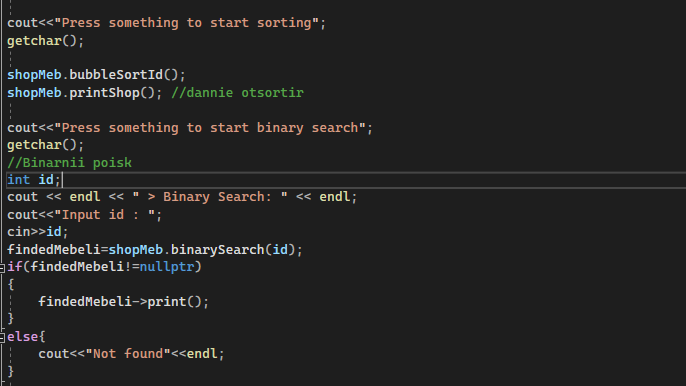 cout<<"Press something to start sorting";
getchar();
shopMeb.bubbleSortId();
shopMeb.printShop(); //dannie otsortir
cout<<"Press something to start binary search";
getchar();
//Binarnii poisk
int id;
cout << endl << " > Binary Search: " << endl;
cout<<"Input id : ";
cin>>id;
findedMebeli=shopMeb.binarySearch(id);
if(findedMebeli!=nullptr)
{
    findedMebeli->print();
}
else{
    cout<<"Not found"<<endl;
}